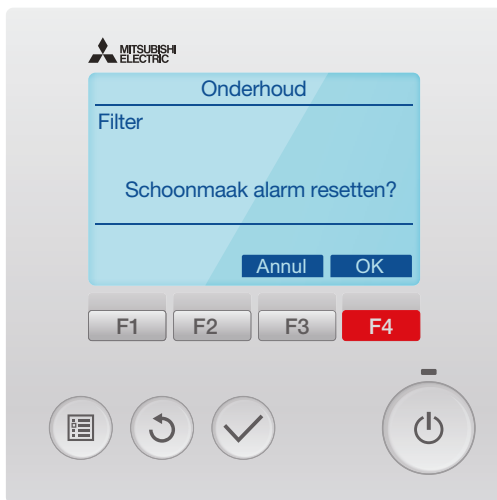 MITSUBISHI
ELECTRIC
Onderhoud
Filter
Schoonmaak alarm resetten?
Annul OK
F1 F2 F3 F4